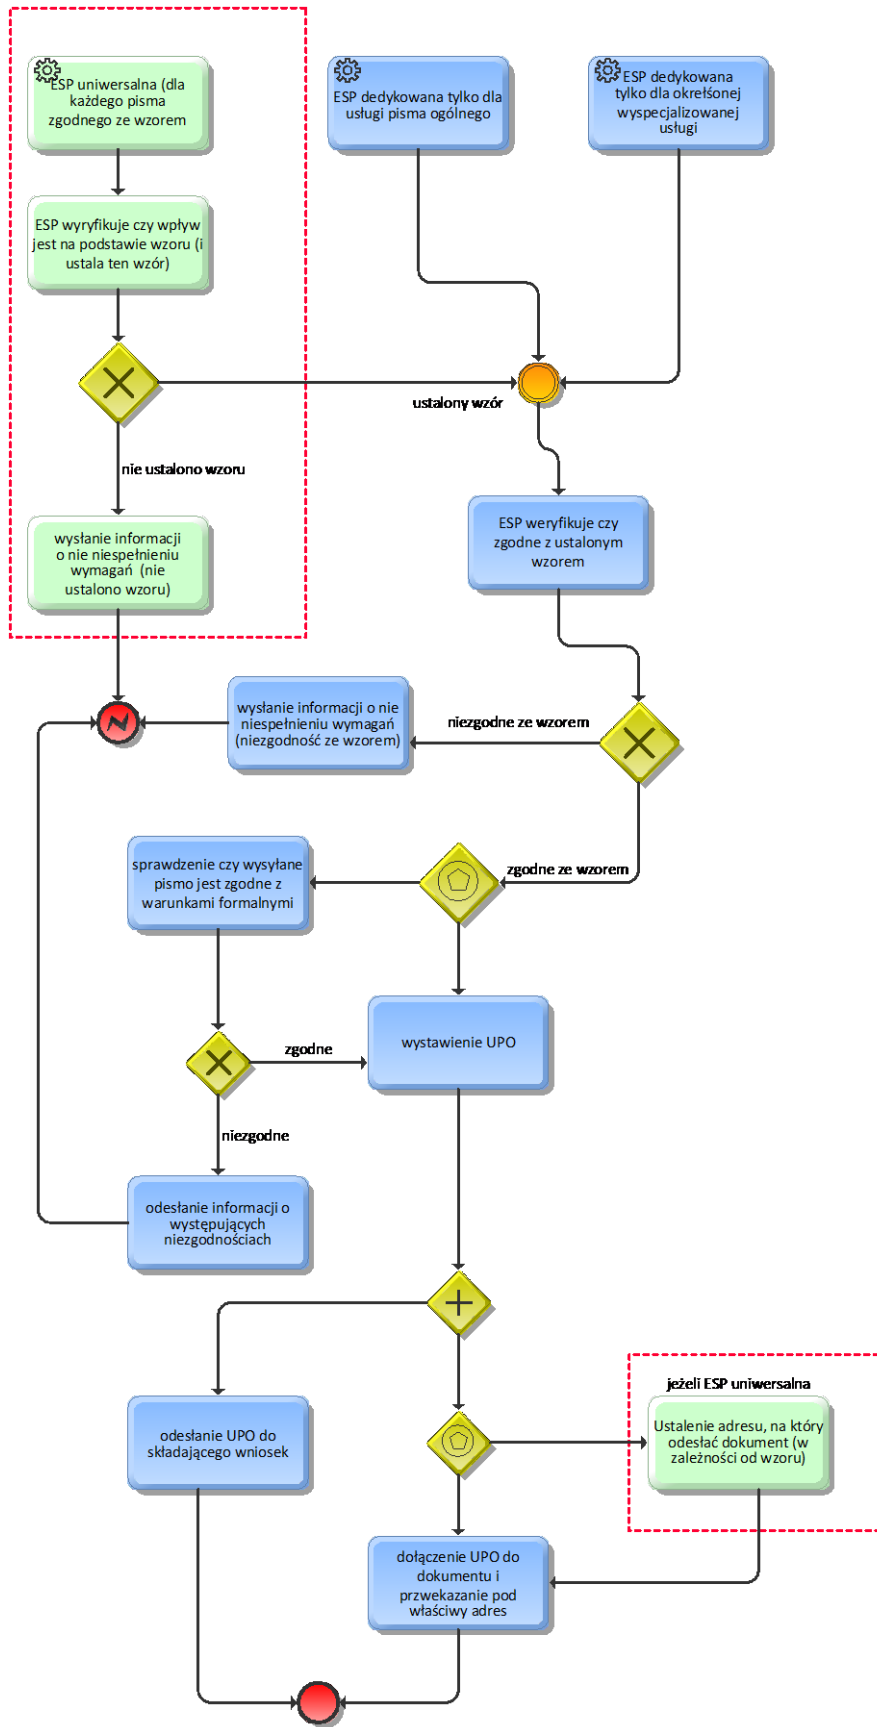 ESP uniwersalna (dla
każdego pisma
zgodnego ze wzorem
ESP dedykowana tylko dla
usługi pisma ogólnego
ESP dedykowana
tylko dla okrełśonej
wyspecjalizowanej
usługi
ESP wyryfikuje czy wpływ
jest na podstawie wzoru (i
ustala ten wzór)
ustalony wzór
nie ustalono wzoru
wysłanie informacji
o nie niespełnieniu
wymagań (nie
ustalono wzoru)
ESP weryfikuje czy
zgodne z ustalonym
wzorem
wysłanie informacji o nie
niespełnieniu wymagań
(niezgodność ze wzorem)
niezgodne ze wzorem
sprawdzenie czy wysyłane
pismo jest zgodne z
warunkami formalnymi
zgodne ze wzorem
wystawienie UPO
zgodne
niezgodne
odesłanie informacji o
występujących
niezgodnościach
jeżeli ESP uniwersalna
odesłanie UPO do
składającego wniosek
Ustalenie adresu, na który
odesłać dokument (w
zależności od wzoru)
dołączenie UPO do
dokumentu i
przwekazanie pod
właściwy adres